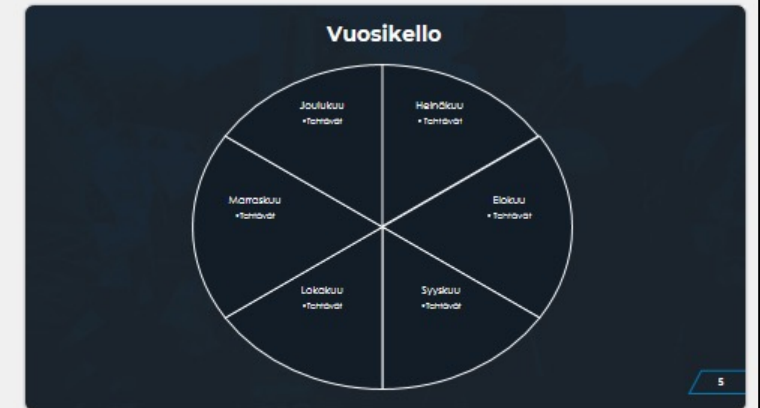 Vuosikello
Joulukuu
•Tehtävät
Heinäkuu
• Tehtävät
Marraskuu
•Tehtävät
Elokuu
• Tehtävät
Lokakuu
•Tehtävät
Syyskuu
•Tehtävät
5